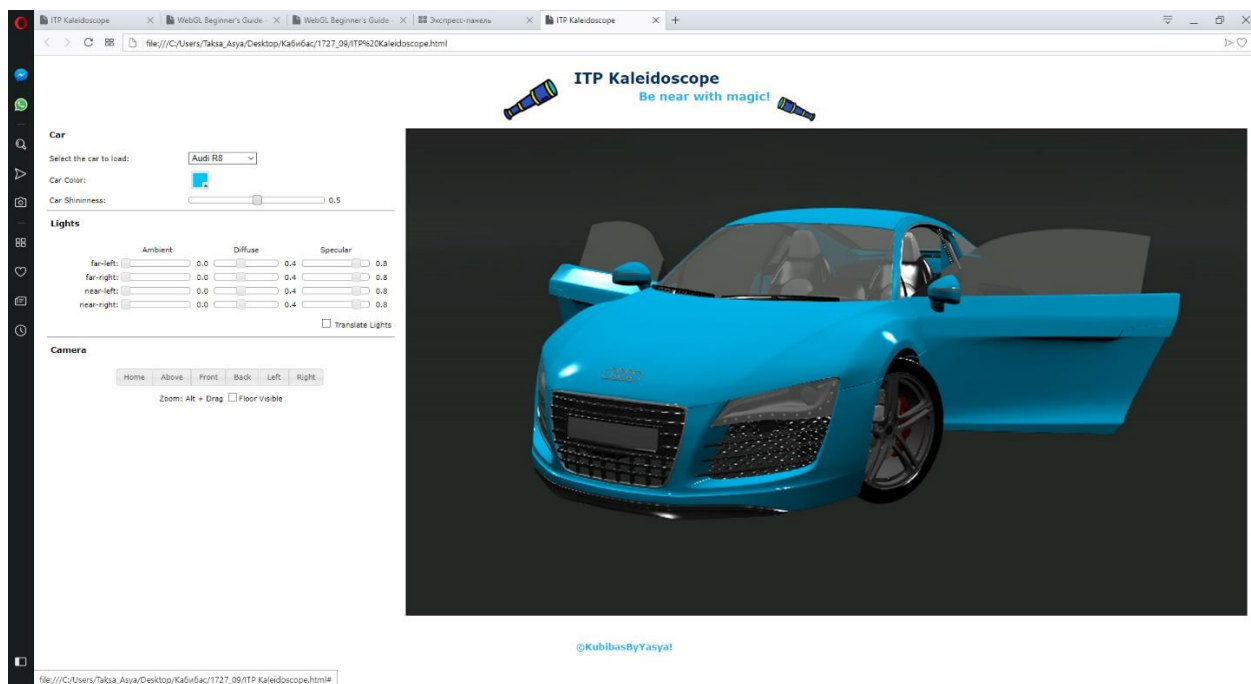 ITP Kaleidoscope
WebGL Beginner's Guide -
WebGL Beginner's Guide -
Экспресс-панель
ITP Kaleidoscope
file:///C:/Users/Taksa_Asya/Desktop/Кабибас/1727_09/ITP%20Kaleidoscope.html
ITP Kaleidoscope
Be near with magic!
Car
Select the car to load: Audi R8
Car Color:
Car Shininness: 0.5
Lights
Ambient Diffuse Specular
far-left: 0.0 0.4 0.8
far-right: 0.0 0.4 0.8
near-left: 0.0 0.4 0.8
near-right: 0.0 0.4 0.8
Translate Lights
Camera
Home Above Front Back Left Right
Zoom: Alt + Drag Floor Visible
©KubibasByYasya!
file:///C:/Users/Taksa_Asya/Desktop/Кабибас/1727_09/ITP Kaleidoscope.html#